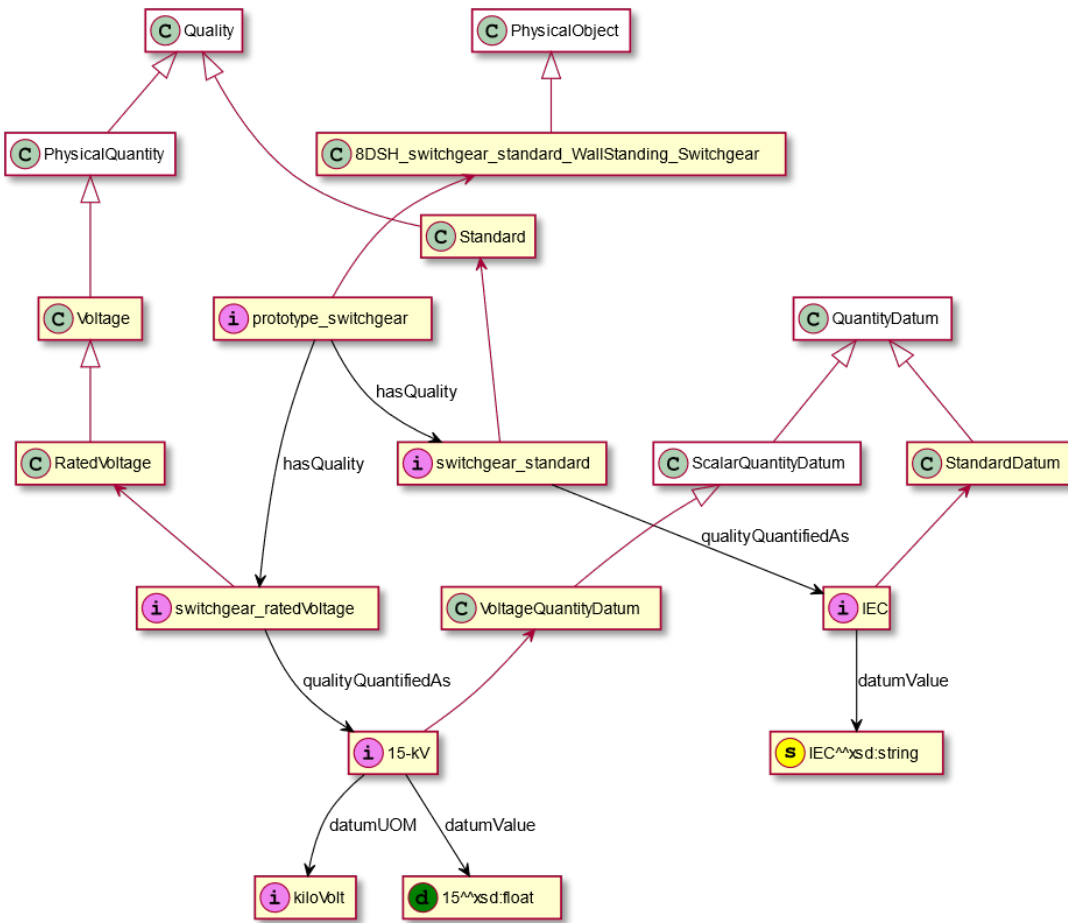 C Quality
C PhysicalObject
C PhysicalQuantity
C 8DSH_switchgear_standard_WallStanding_Switchgear
C Standard
C Voltage
i prototype_switchgear
C QuantityDatum
hasQuality
C RatedVoltage
hasQuality
i switchgear_standard
C ScalarQuantityDatum
C StandardDatum
qualityQuantifiedAs
i switchgear_ratedVoltage
C VoltageQuantityDatum
i IEC
qualityQuantifiedAs
datumValue
i 15-kV
s IEC^^xsd:string
datumUOM
datumValue
i kiloVolt
d 15^^xsd:float